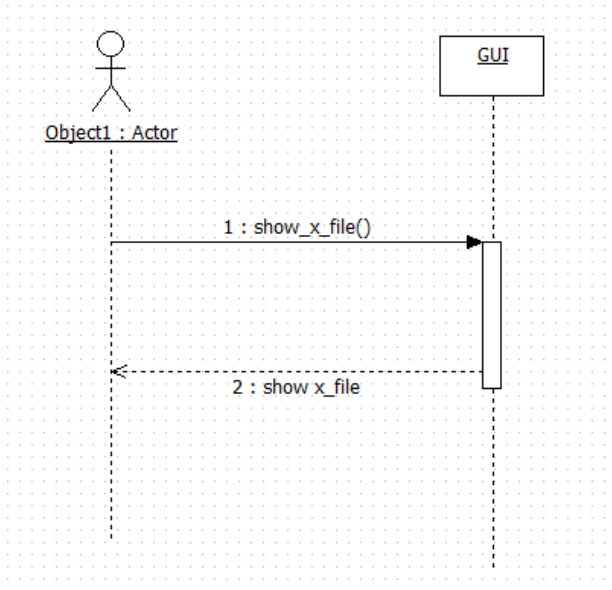 GUI
Object1 : Actor
1 : show_x_file()
2 : show x_file